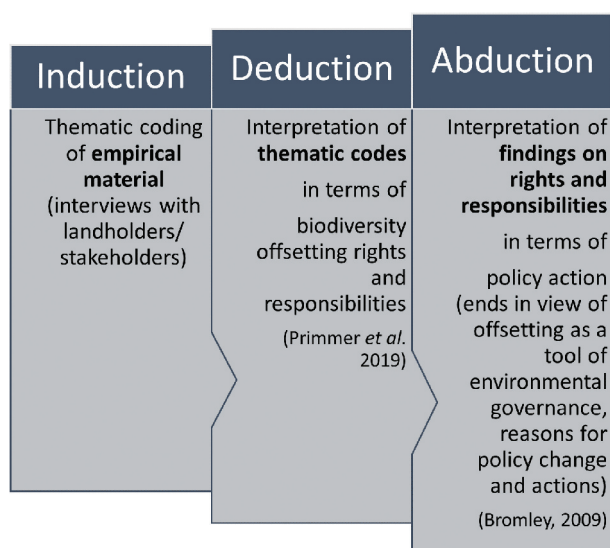 Induction
Thematic coding
of empirical
material
(interviews with
landholders/
stakeholders)
Deduction
Interpretation of
thematic codes
in terms of
biodiversity
offsetting rights
and
responsibilities
(Primmer et al.
2019)
Abduction
Interpretation of
findings on
rights and
responsibilities
in terms of
policy action
(ends in view of
offsetting as a
tool of
environmental
governance,
reasons for
policy change
and actions)
(Bromley, 2009)